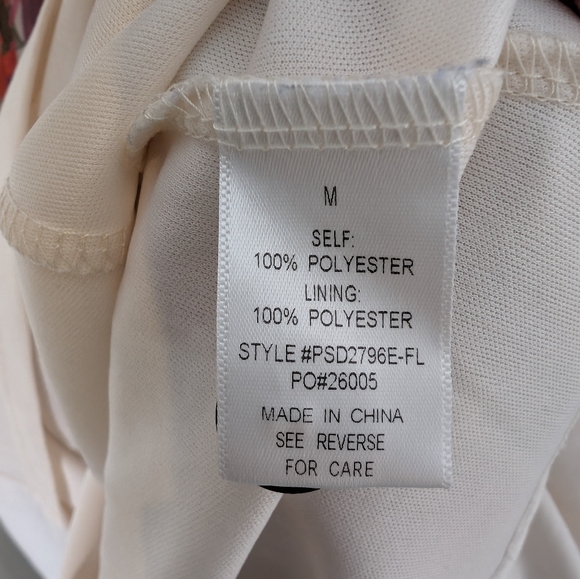 M
SELF:
100% POLYESTER
LINING:
100% POLYESTER
STYLE #PSD2796E-FL
PO#26005
MADE IN CHINA
SEE REVERSE
FOR CARE